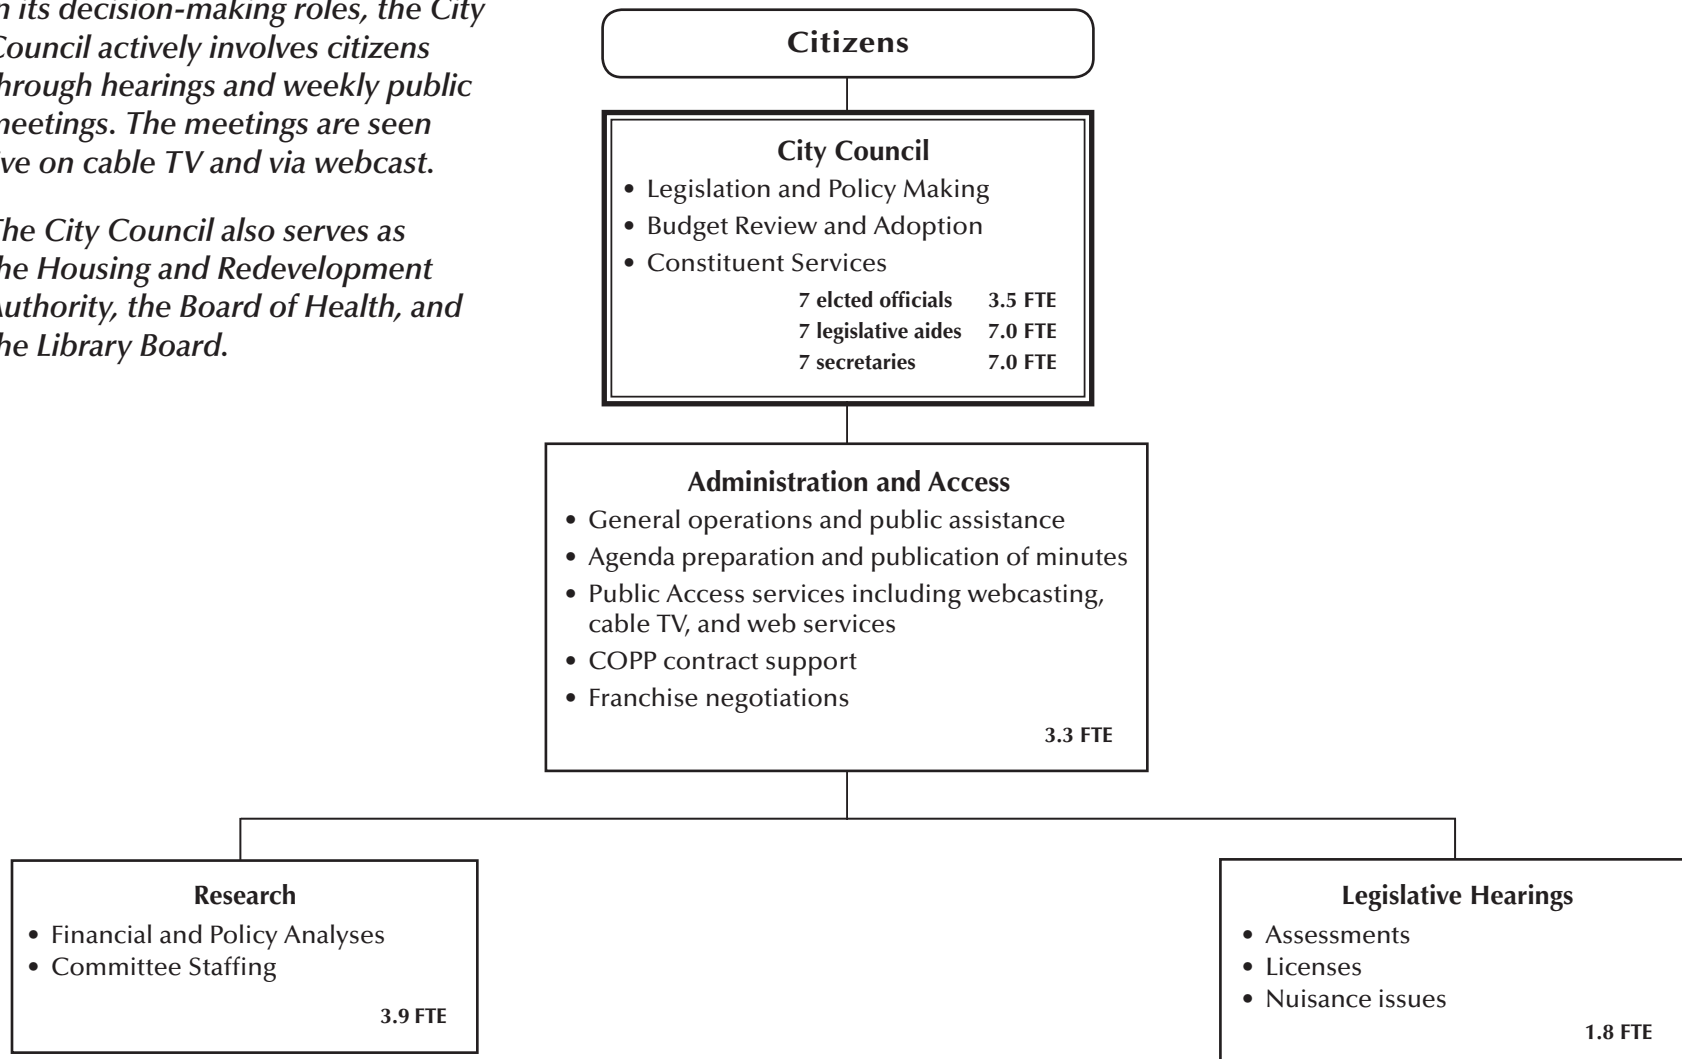 n its decision-making roles, the City
Council actively involves citizens
through hearings and weekly public
meetings. The meetings are seen
ive on cable TV and via webcast.
The City Council also serves as
the Housing and Redevelopment
Authority, the Board of Health, and
the Library Board.
Citizens
City Council
• Legislation and Policy Making
• Budget Review and Adoption
• Constituent Services
7 elcted officials 3.5 FTE
7 legislative aides 7.0 FTE
7 secretaries 7.0 FTE
Administration and Access
• General operations and public assistance
• Agenda preparation and publication of minutes
• Public Access services including webcasting,
cable TV, and web services
• COPP contract support
• Franchise negotiations
3.3 FTE
Research
• Financial and Policy Analyses
• Committee Staffing
3.9 FTE
Legislative Hearings
• Assessments
• Licenses
• Nuisance issues
1.8 FTE